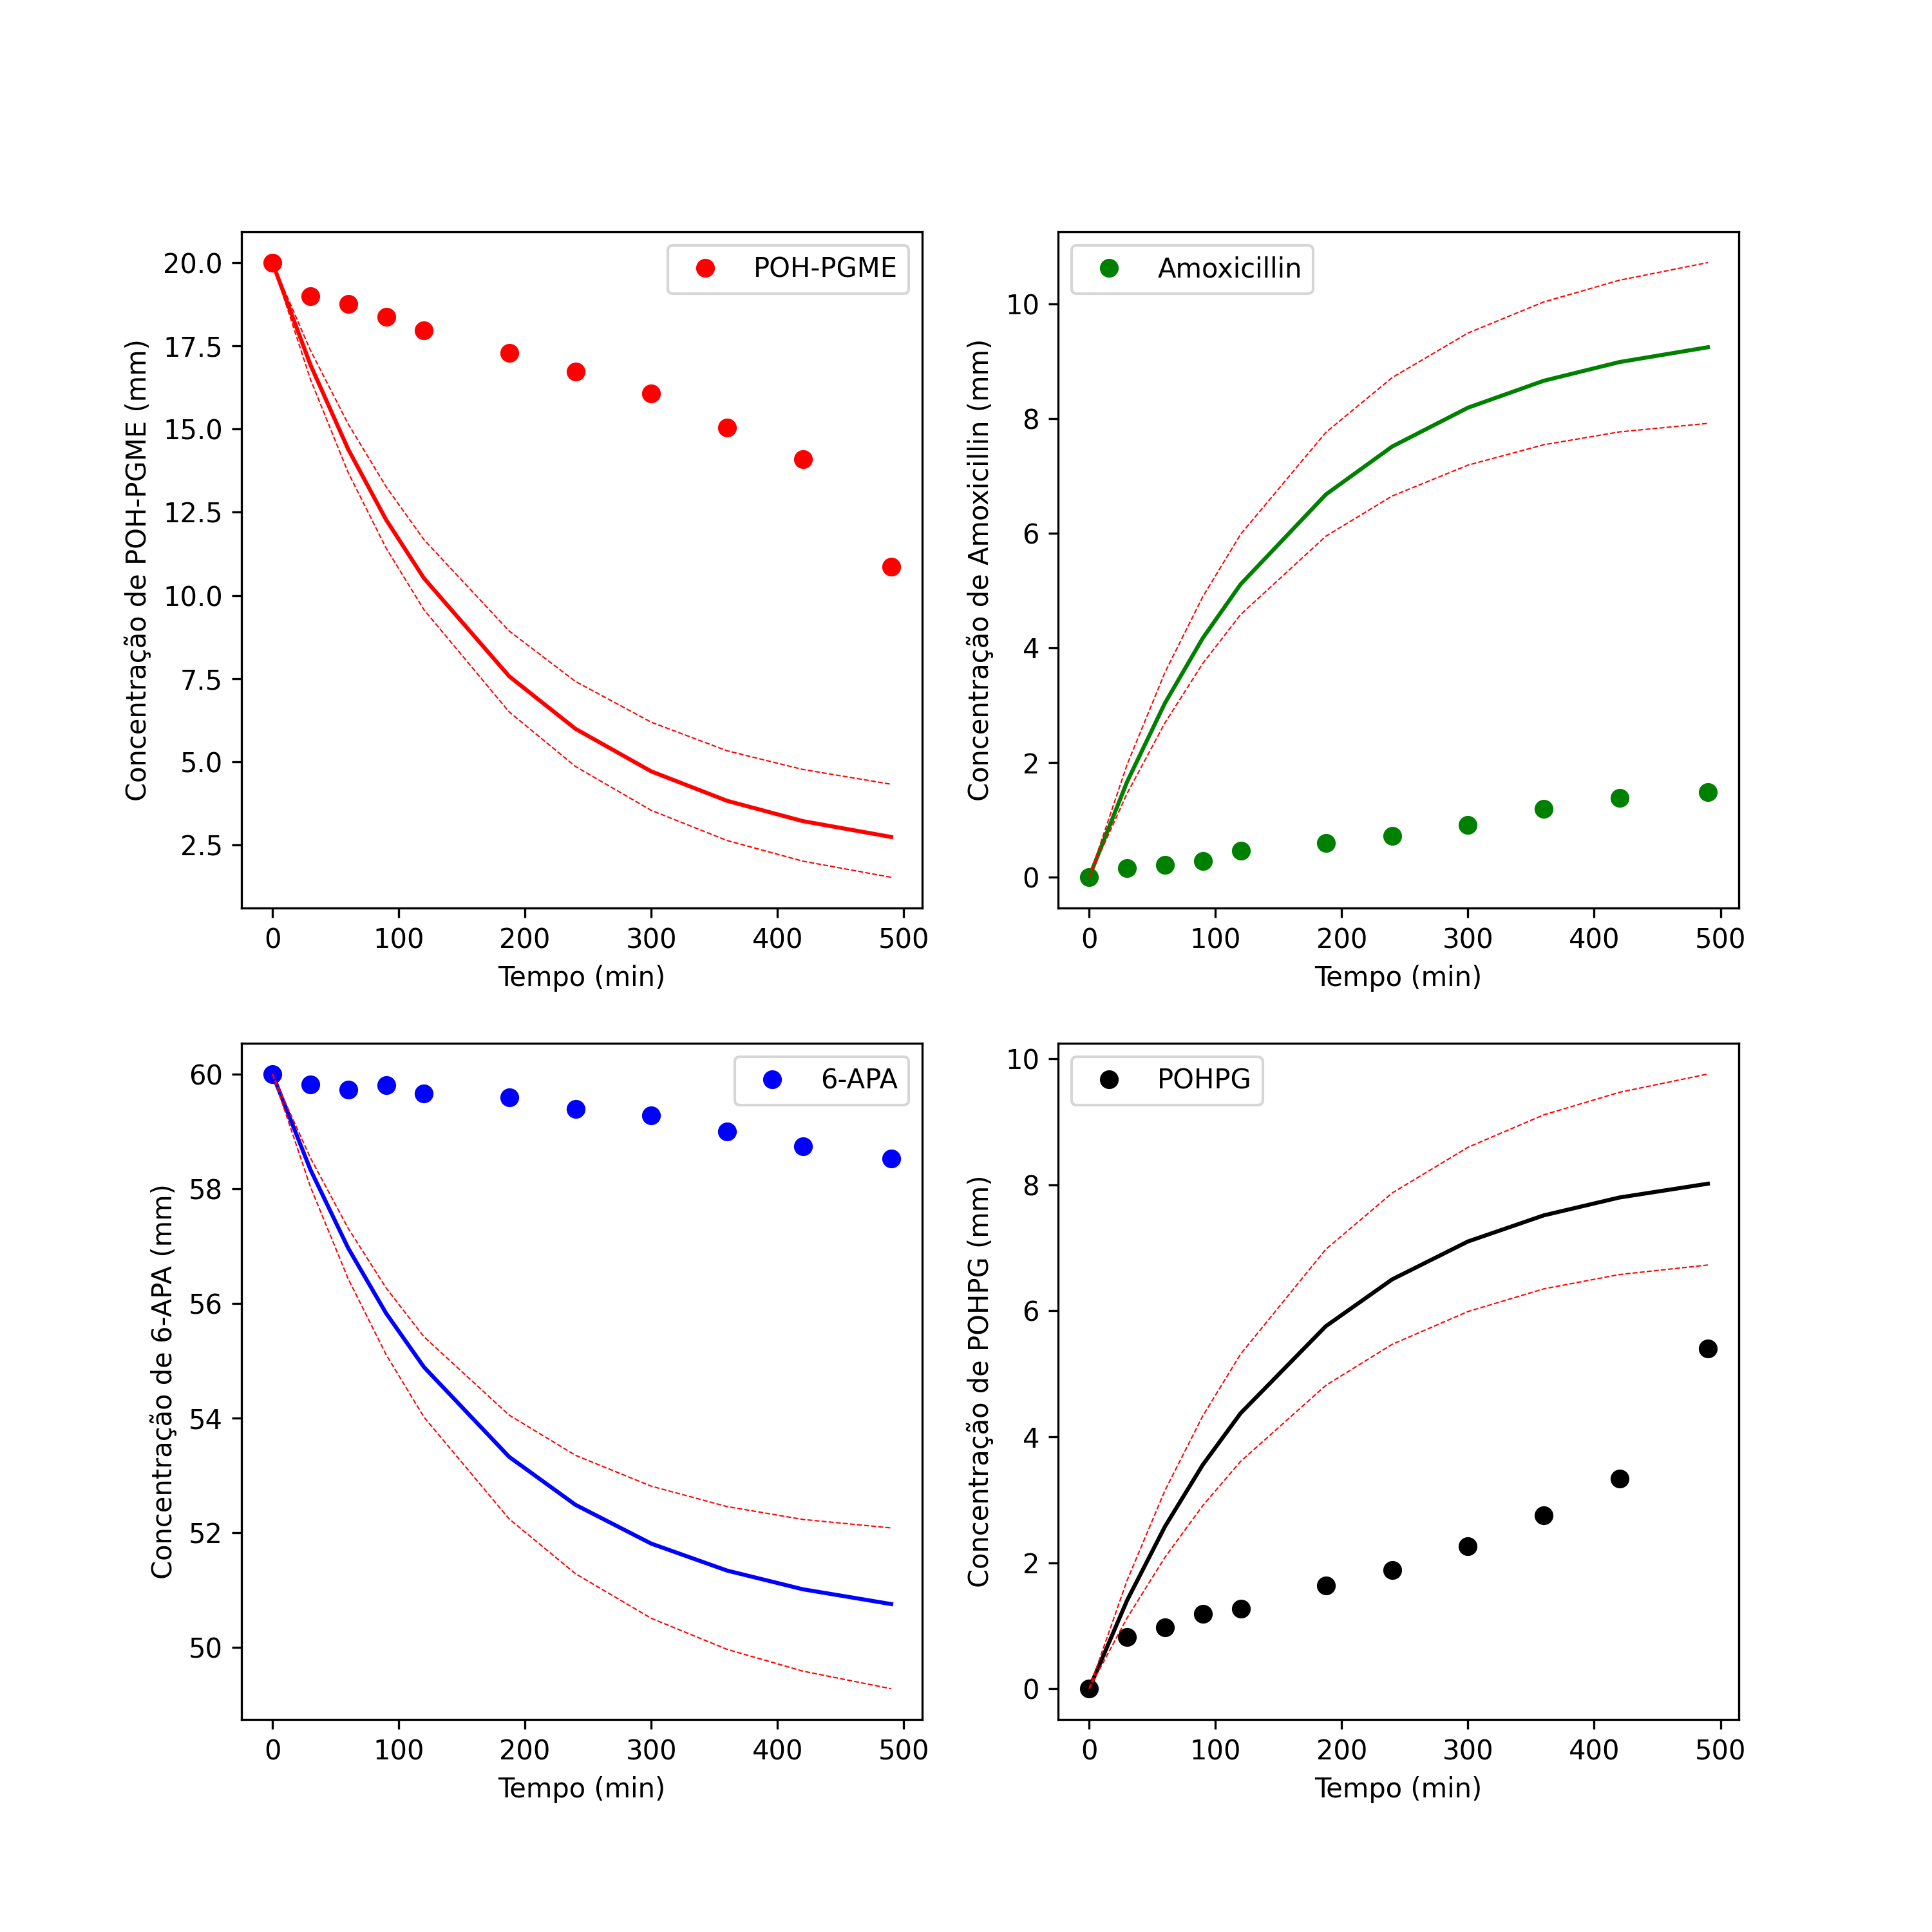 POH-PGME
Concentração de POH-PGME (mm)
20.0
17.5
15.0
12.5
10.0
7.5
5.0
2.5
0 100 200 300 400 500
Tempo (min)
Amoxicillin
Concentração de Amoxicillin (mm)
10
8
6
4
2
0
0 100 200 300 400 500
Tempo (min)
6-APA
Concentração de 6-APA (mm)
60
58
56
54
52
50
0 100 200 300 400 500
Tempo (min)
POHPG
Concentração de POHPG (mm)
10
8
6
4
2
0
0 100 200 300 400 500
Tempo (min)